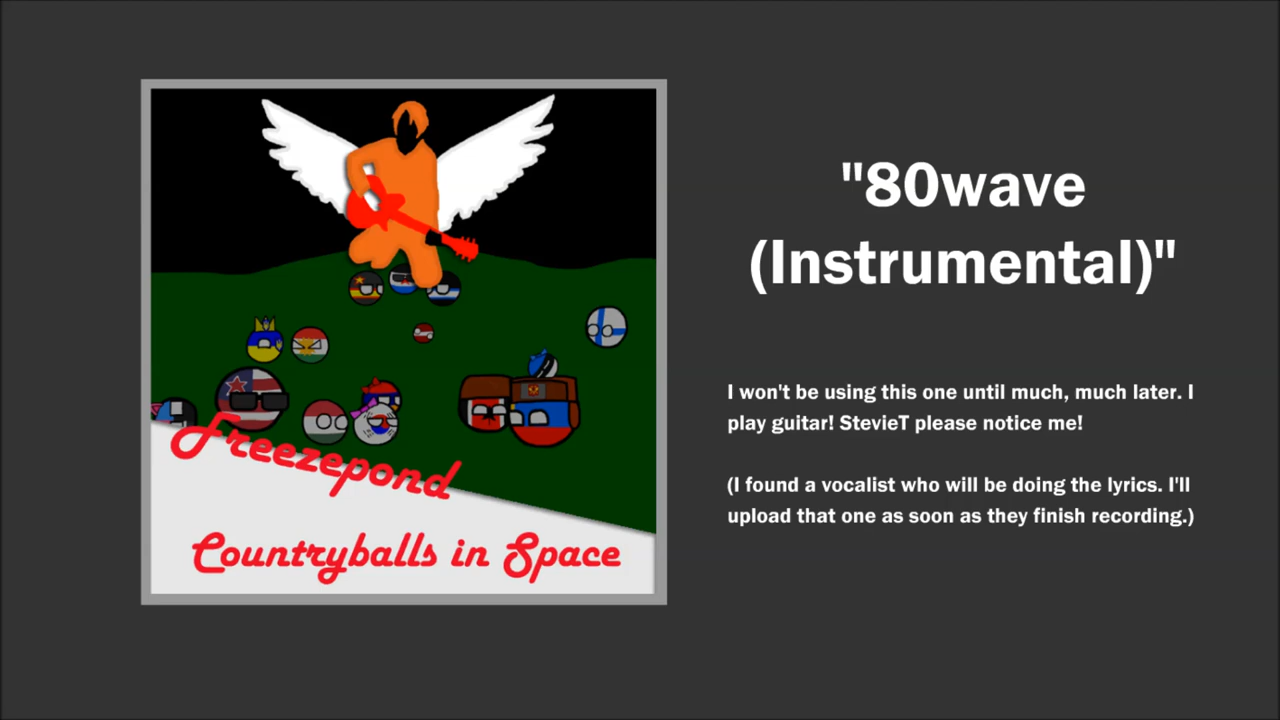 "80wave
(Instrumental)"
I won't be using this one until much, much later. I
play guitar! StevieT please notice me!
(I found a vocalist who will be doing the lyrics. I'll
upload that one as soon as they finish recording.)
Freezepond
Countryballs in Space